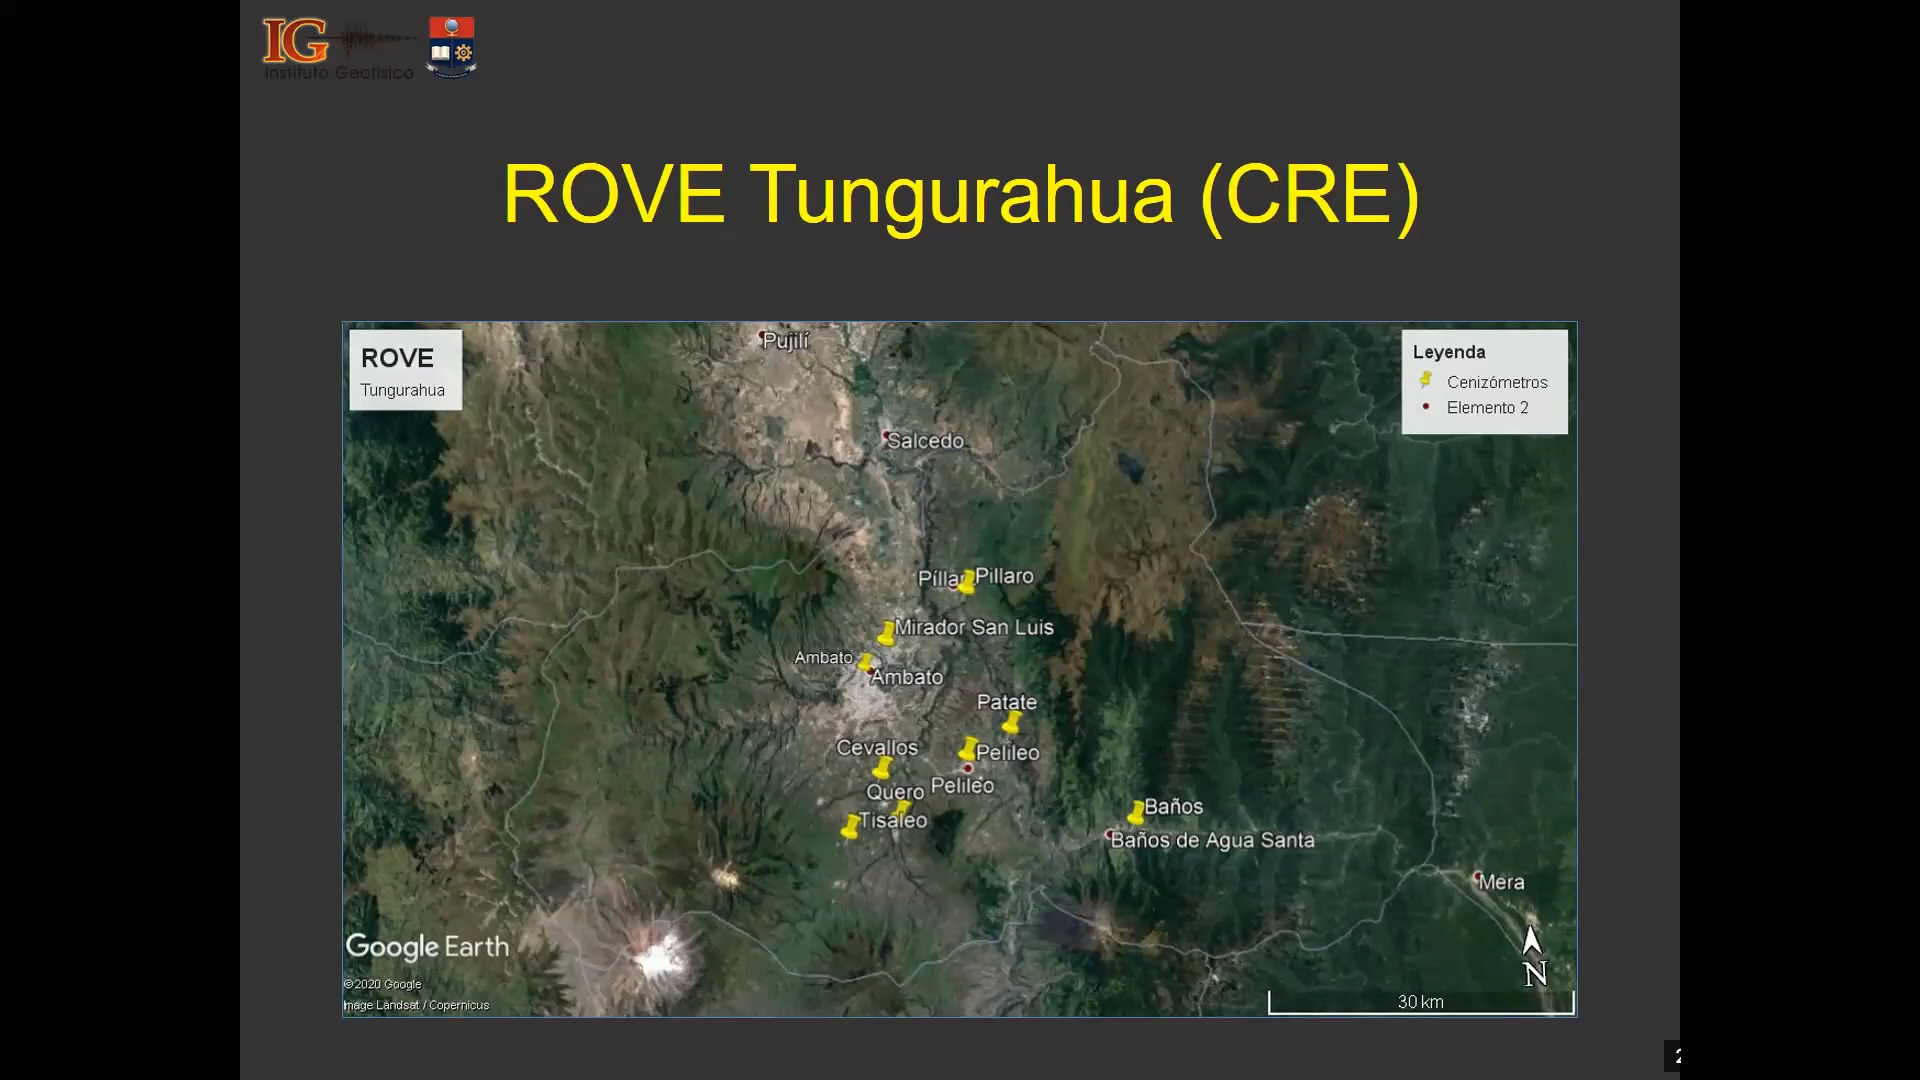 IG
Instituto Geofísico
ROVE Tungurahua (CRE)
ROVE
Tungurahua
Leyenda
Cenizómetros
Elemento 2
Pujilí
Salcedo
Pillaro
Mirador San Luis
Ambato
Ambato
Patate
Cevallos
Pelileo
Quero
Pelileo
Tisaleo
Baños
Baños de Agua Santa
Mera
Google Earth
©2020 Google
Image Landsat / Copernicus
N
30 km
2